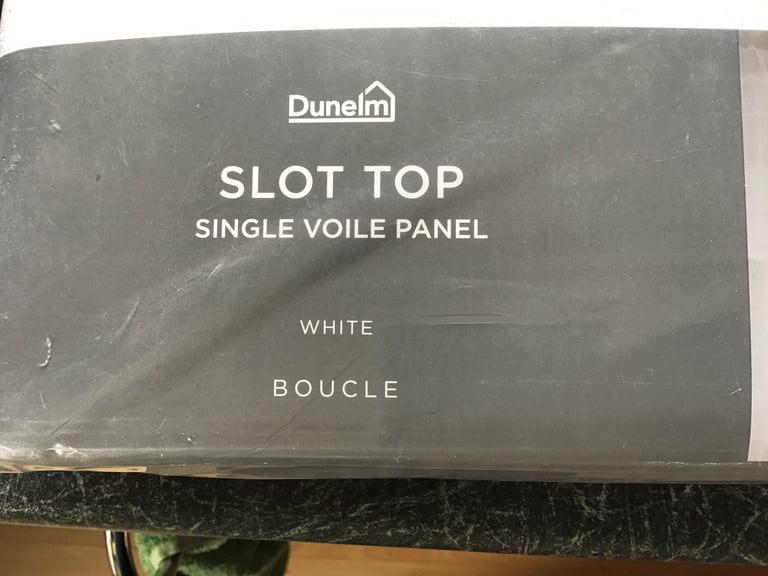 Dunelm
SLOT TOP
SINGLE VOILE PANEL
WHITE
BOUCLE